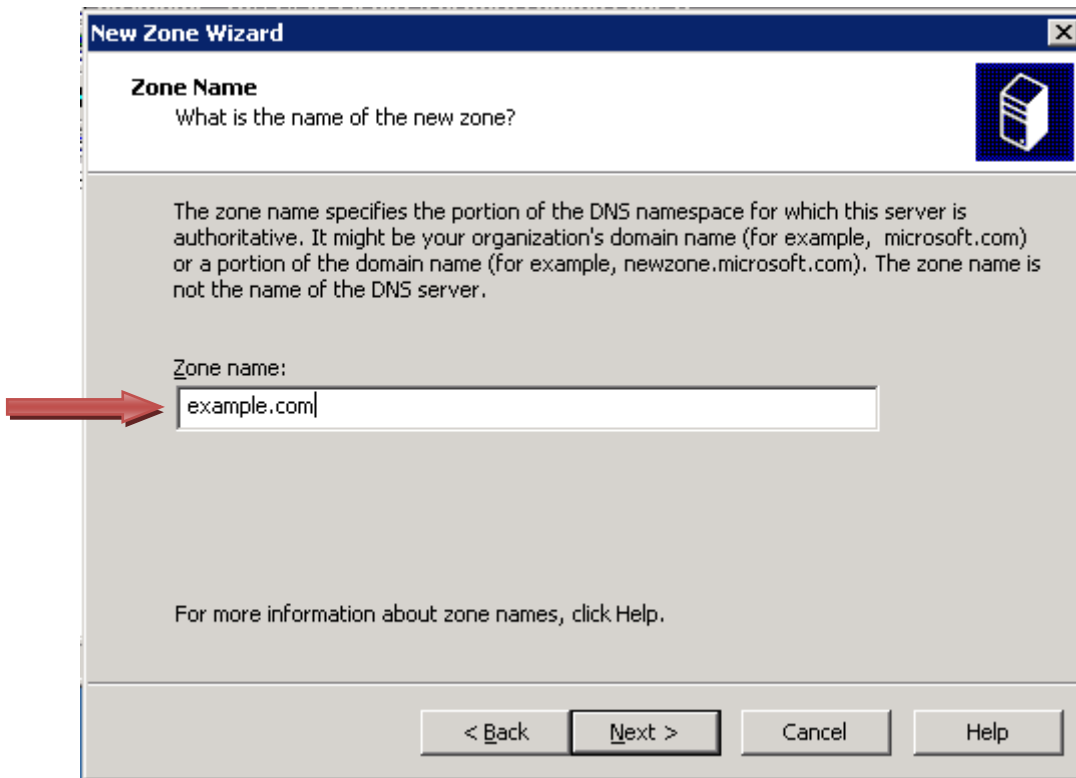 New Zone Wizard
Zone Name
What is the name of the new zone?
The zone name specifies the portion of the DNS namespace for which this server is
authoritative. It might be your organization's domain name (for example, microsoft.com)
or a portion of the domain name (for example, newzone.microsoft.com). The zone name is
not the name of the DNS server.
Zone name:
example.com
For more information about zone names, click Help.
< Back Next > Cancel Help